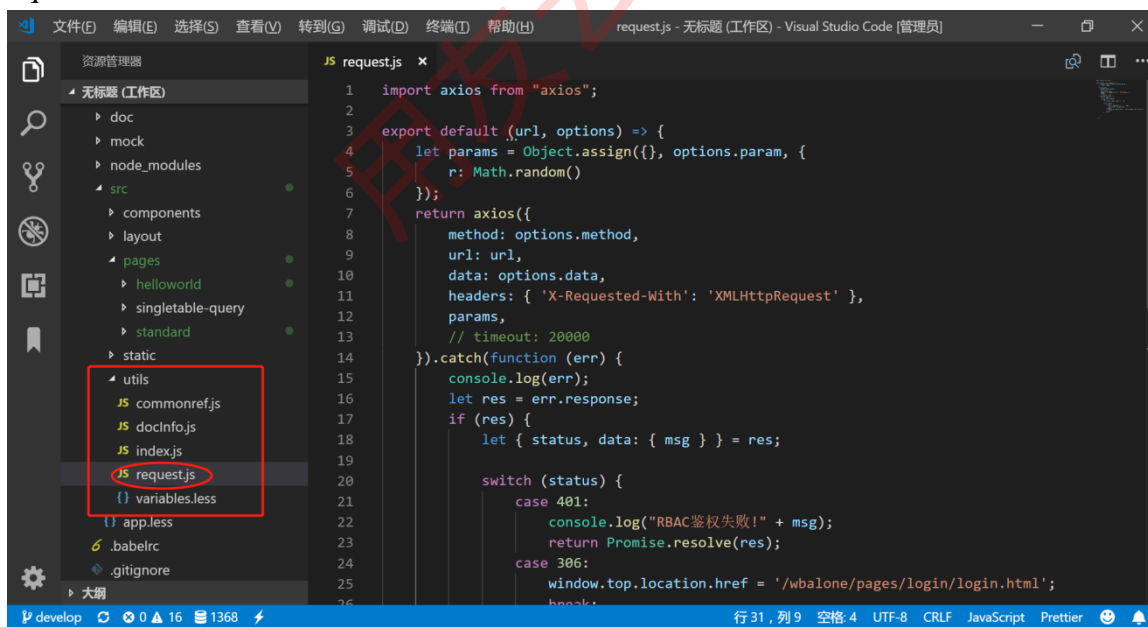 文件(F) 编辑(E) 选择(S) 查看(V) 转到(G) 调试(D) 终端(T) 帮助(H) request.js - 无标题 (工作区) - Visual Studio Code [管理员]
资源管理器
无标题 (工作区)
doc
mock
node_modules
src
components
layout
pages
helloworld
singletable-query
standard
static
utils
JS commonref.js
JS docInfo.js
JS index.js
JS request.js
{} variables.less
{} app.less
.babelrc
.gitignore
大纲
JS request.js ×
1 import axios from "axios";
2
3 export default (url, options) => {
4 let params = Object.assign({}, options.param, {
5 r: Math.random()
6 });
7 return axios({
8 method: options.method,
9 url: url,
10 data: options.data,
11 headers: { 'X-Requested-With': 'XMLHttpRequest' },
12 params,
13 // timeout: 20000
14 }).catch(function (err) {
15 console.log(err);
16 let res = err.response;
17 if (res) {
18 let { status, data: { msg } } = res;
19
20 switch (status) {
21 case 401:
22 console.log("RBAC鉴权失败!" + msg);
23 return Promise.resolve(res);
24 case 306:
25 window.top.location.href = '/wbalone/pages/login/login.html';
26 break;
develop 0 16 1368 行 31，列 9 空格: 4 UTF-8 CRLF JavaScript Prettier
用友